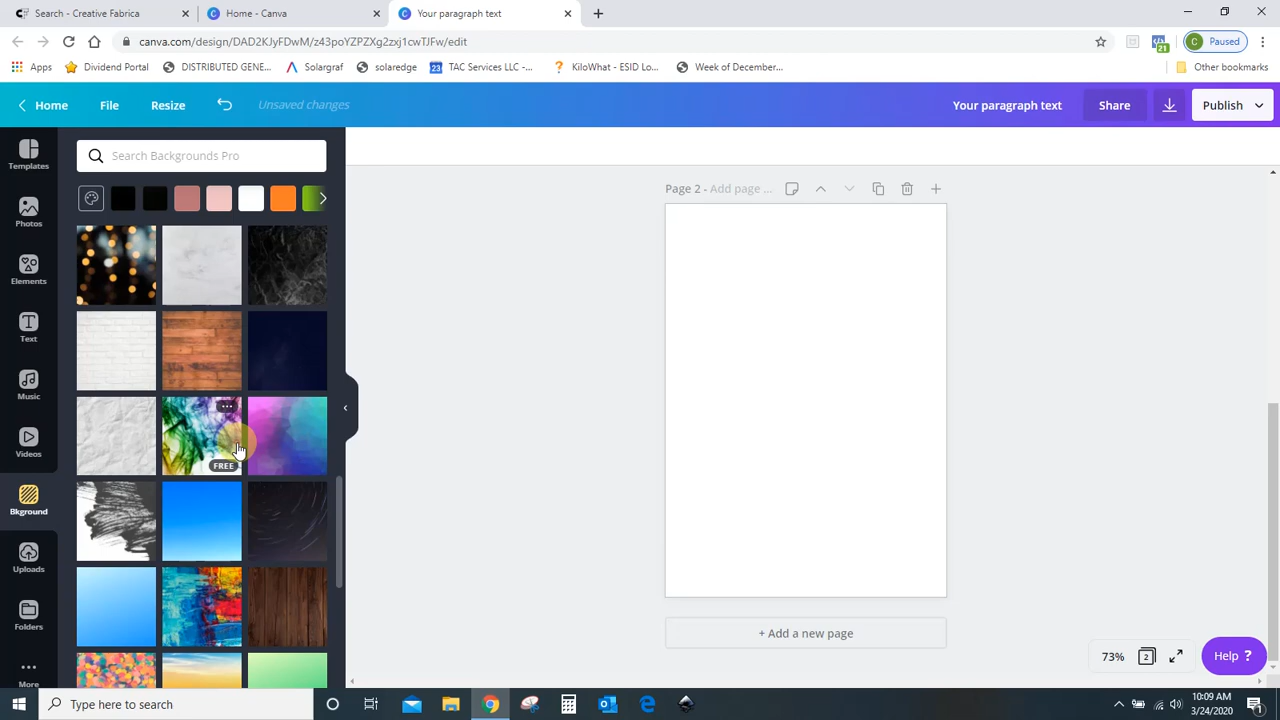 Search - Creative Fabrica
Home - Canva
Your paragraph text
canva.com/design/DAD2KJyFDwM/z43poYZPZXg2zxj1cwTJFw/edit
21
C Paused
Apps
Dividend Portal
DISTRIBUTED GENE...
Solargraf
solaredge
23 TAC Services LLC -...
KiloWhat - ESID Lo...
Week of December...
Other bookmarks
Home
File
Resize
Unsaved changes
Your paragraph text
Share
Publish
Templates
Photos
Elements
Text
Music
Videos
Bkground
Uploads
Folders
More
Search Backgrounds Pro
FREE
Page 2 - Add page ...
+ Add a new page
73%
2
Help ?
Type here to search
10:09 AM
3/24/2020
1